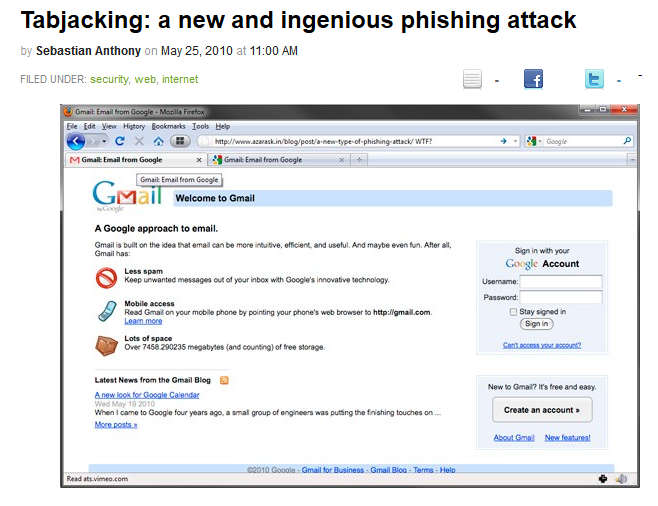 Tabjacking: a new and ingenious phishing attack
by Sebastian Anthony on May 25, 2010 at 11:00 AM
FILED UNDER: security, web, internet
- -
Gmail: Email from Google - Mozilla Firefox
File Edit View History Bookmarks Tools Help
http://www.azarask.in/blog/post/a-new-type-of-phishing-attack/ WTF?
Google
Gmail: Email from Google
Gmail: Email from Google
Gmail: Email from Google
Gmail
by Google
Welcome to Gmail
A Google approach to email.
Gmail is built on the idea that email can be more intuitive, efficient, and useful. And maybe even fun. After all,
Gmail has:
Less spam
Keep unwanted messages out of your inbox with Google's innovative technology.
Mobile access
Read Gmail on your mobile phone by pointing your phone's web browser to http://gmail.com.
Learn more
Lots of space
Over 7458.290235 megabytes (and counting) of free storage.
Latest News from the Gmail Blog
A new look for Google Calendar
Wed May 19 2010
When I came to Google four years ago, a small group of engineers was putting the finishing touches on ...
More posts »
Sign in with your
Google Account
Username:
Password:
Stay signed in
Sign in
Can't access your account?
New to Gmail? It's free and easy.
Create an account »
About Gmail New features!
©2010 Google - Gmail for Business - Gmail Blog - Terms - Help
Read ats.vimeo.com